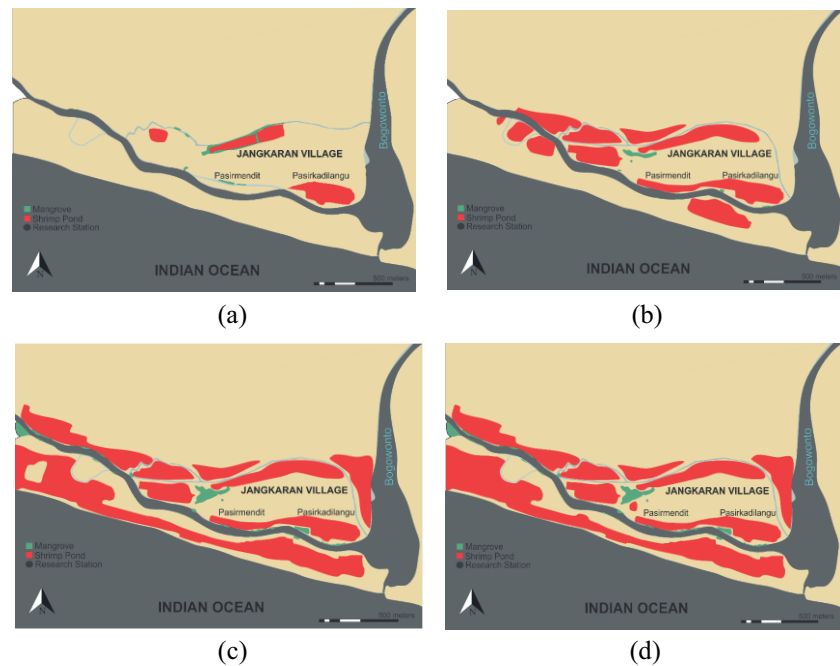 Bogowonto
JANGKARAN VILLAGE
Pasirmendit
Pasirkadilangu
Mangrove
Shrimp Pond
Research Station
N
INDIAN OCEAN
500 meters
(a)
Bogowonto
JANGKARAN VILLAGE
Pasirmendit
Pasirkadilangu
Mangrove
Shrimp Pond
Research Station
N
INDIAN OCEAN
500 meters
(b)
Bogowonto
JANGKARAN VILLAGE
Pasirmendit
Pasirkadilangu
Mangrove
Shrimp Pond
Research Station
N
INDIAN OCEAN
500 meters
(c)
Bogowonto
JANGKARAN VILLAGE
Pasirmendit
Pasirkadilangu
Mangrove
Shrimp Pond
Research Station
N
INDIAN OCEAN
500 meters
(d)